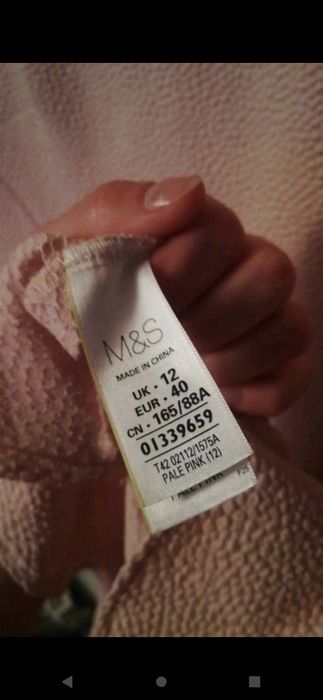 M&S
MADE IN CHINA
UK • 12
EUR • 40
CN • 165/88A
01339659
T42 02112/1575A
PALE PINK (12)